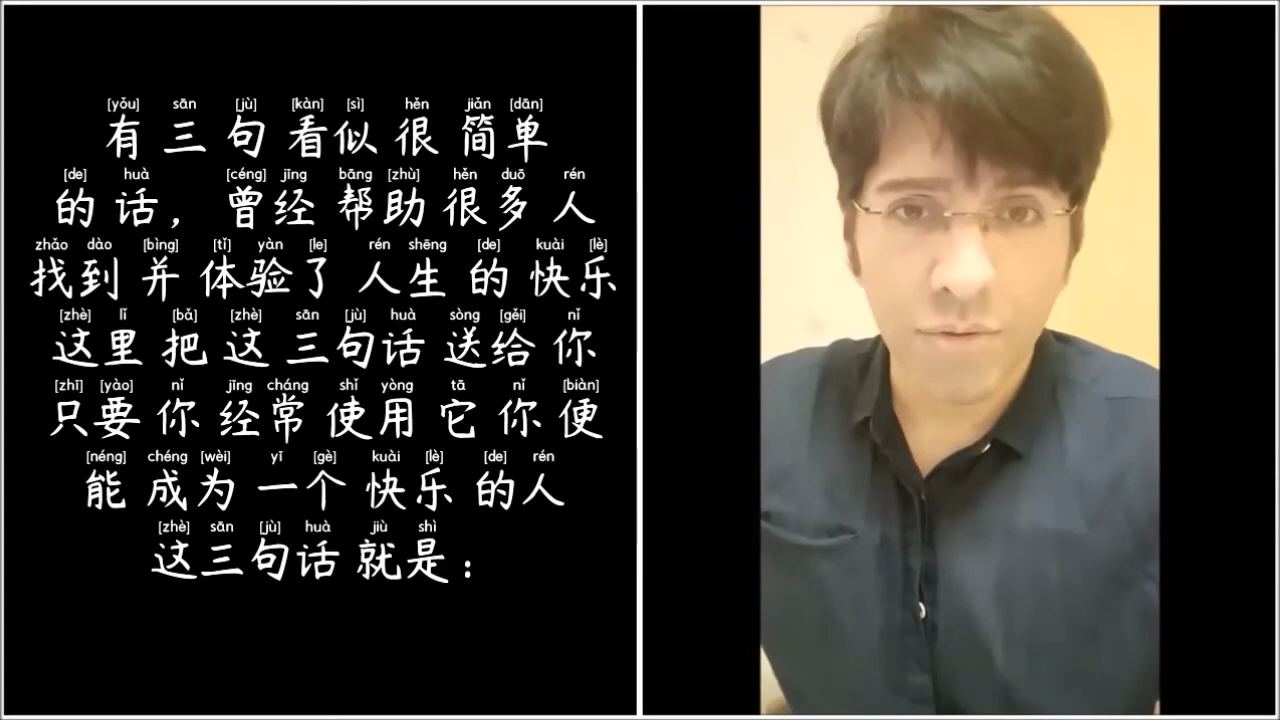 [yǒu] sān [jù] [kàn] [sì] hěn jiǎn [dān]
有三句看似很简单
[de] huà [céng] jīng bāng [zhù] hěn duō rén
的话，曾经帮助很多人
zhǎo dào [bìng] [tǐ] yàn [le] rén shēng [de] kuài [lè]
找到并体验了人生的快乐
[zhè] lǐ [bǎ] [zhè] sān [jù] huà sòng [gěi] nǐ
这里把这三句话送给你
[zhǐ] [yào] nǐ jīng cháng shǐ yòng tā nǐ [biàn]
只要你经常使用它你便
[néng] chéng [wèi] yī [gè] kuài [lè] [de] rén
能成为一个快乐的人
[zhè] sān [jù] huà jiù shì
这三句话就是：